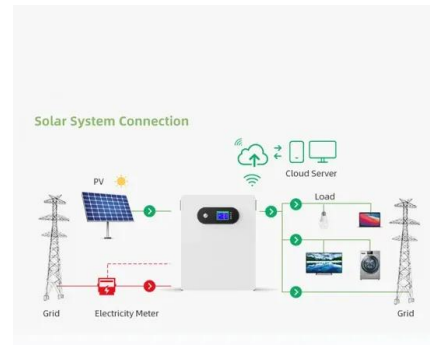 Solar System Connection
Cloud Server
PV
Load
Grid
Electricity Meter
Grid